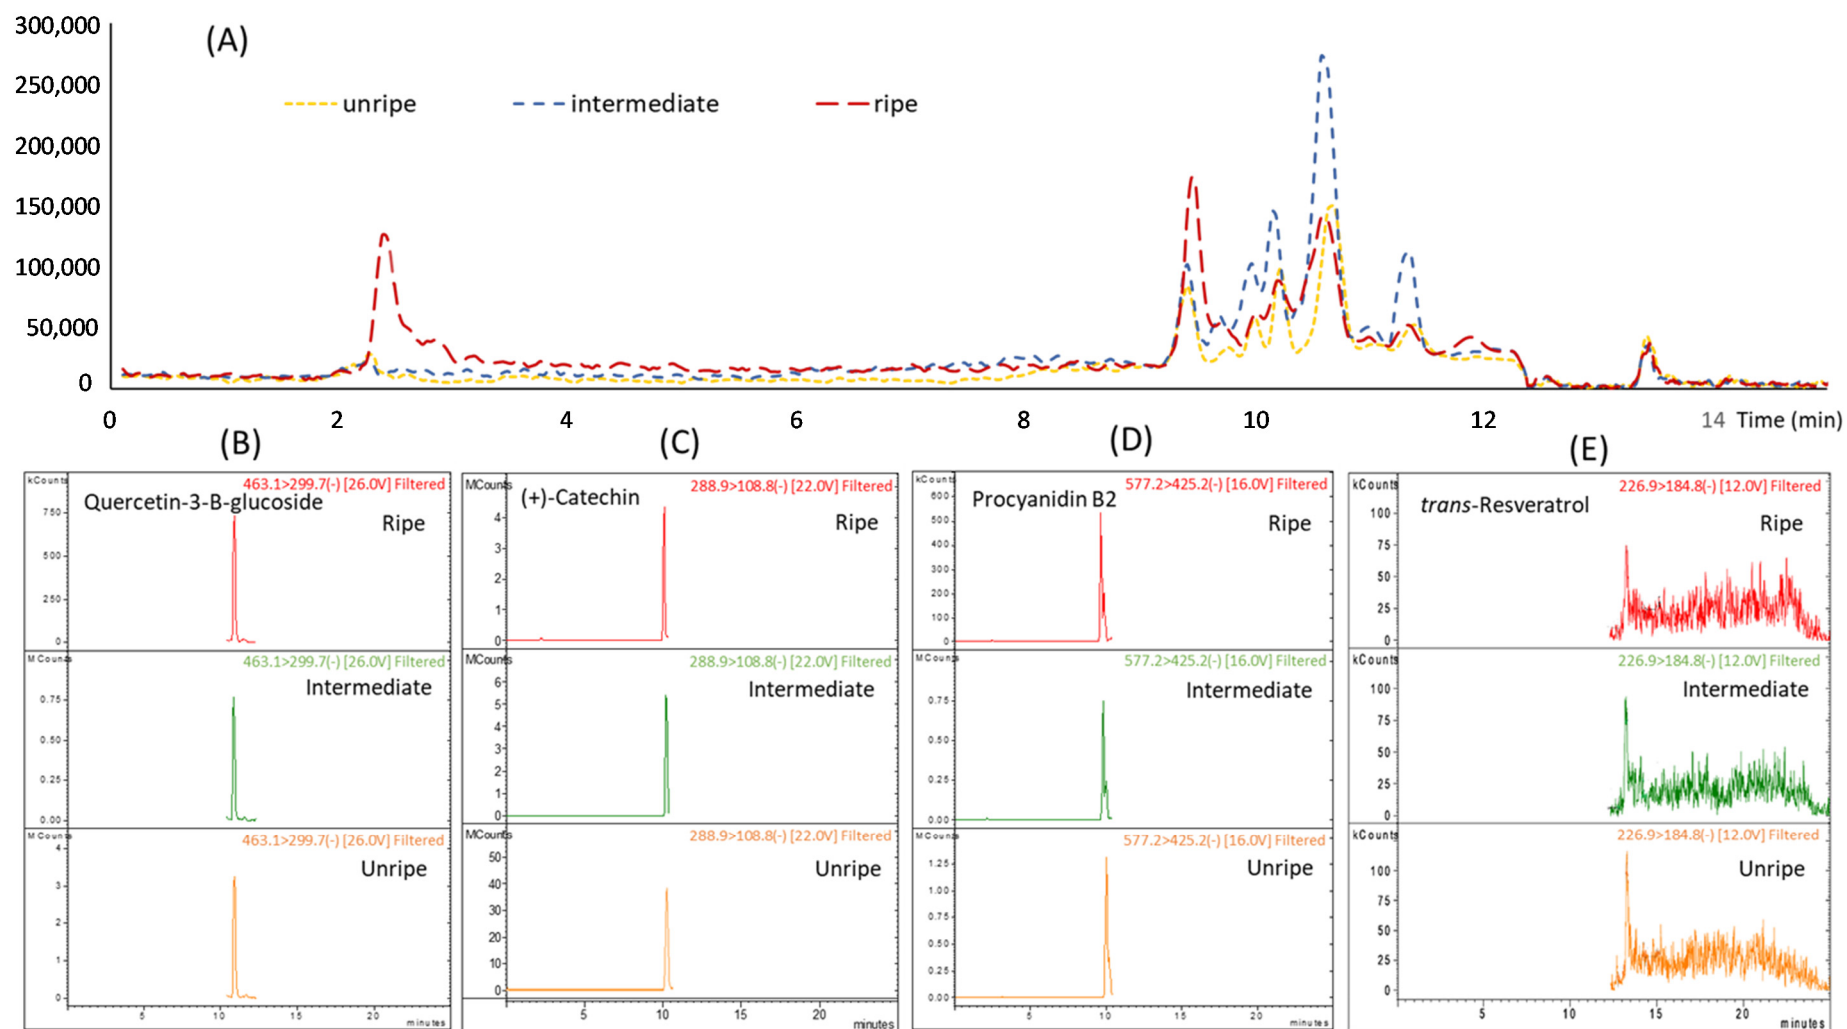 300,000
(A)
250,000
unripe
intermediate
ripe
200,000
150,000
100,000
50,000
0
0
2
4
6
8
10
12
14
Time (min)
(B)
(C)
(D)
(E)
kCounts
463.1>299.7(-) [26.0V] Filtered
Quercetin-3-B-glucoside
Ripe
750
500
250
0
MCounts
463.1>299.7(-) [26.0V] Filtered
Intermediate
0.75
0.50
0.25
0.00
MCounts
463.1>299.7(-) [26.0V] Filtered
Unripe
4
3
2
1
0
5
10
15
20
minutes
MCounts
288.9>108.8(-) [22.0V] Filtered
(+)-Catechin
Ripe
4
3
2
1
0
MCounts
288.9>108.8(-) [22.0V] Filtered
Intermediate
6
5
4
3
2
1
0
MCounts
288.9>108.8(-) [22.0V] Filtered
Unripe
50
40
30
20
10
0
5
10
15
20
minutes
kCounts
577.2>425.2(-) [16.0V] Filtered
Procyanidin B2
Ripe
600
500
400
300
200
100
0
MCounts
577.2>425.2(-) [16.0V] Filtered
Intermediate
0.75
0.50
0.25
0.00
MCounts
577.2>425.2(-) [16.0V] Filtered
Unripe
1.25
1.00
0.75
0.50
0.25
0.00
5
10
15
20
minutes
kCounts
226.9>184.8(-) [12.0V] Filtered
trans-Resveratrol
Ripe
100
75
50
25
0
kCounts
226.9>184.8(-) [12.0V] Filtered
Intermediate
100
75
50
25
0
kCounts
226.9>184.8(-) [12.0V] Filtered
Unripe
100
75
50
25
0
5
10
15
20
minutes